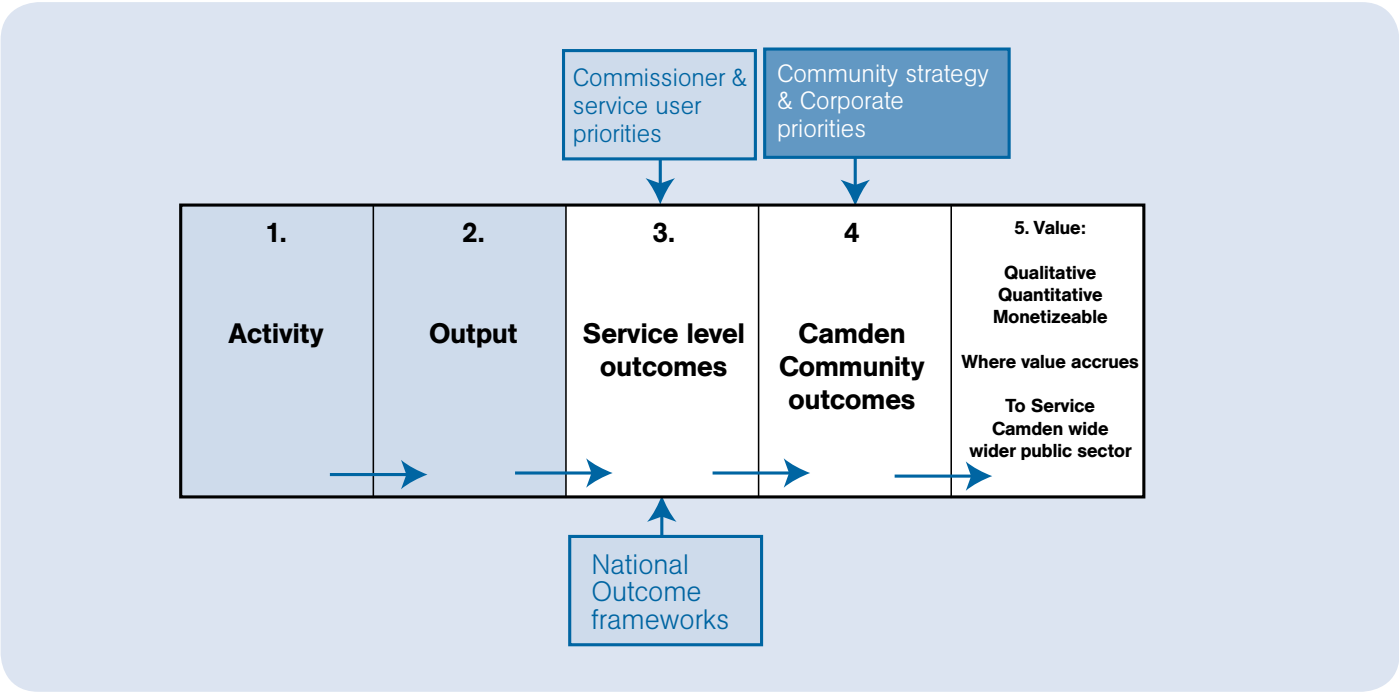 Commissioner &
service user
priorities
Community strategy
& Corporate
priorities
1.
Activity
2.
Output
3.
Service level
outcomes
4
Camden
Community
outcomes
5. Value:
Qualitative
Quantitative
Monetizeable
Where value accrues
To Service
Camden wide
wider public sector
National
Outcome
frameworks